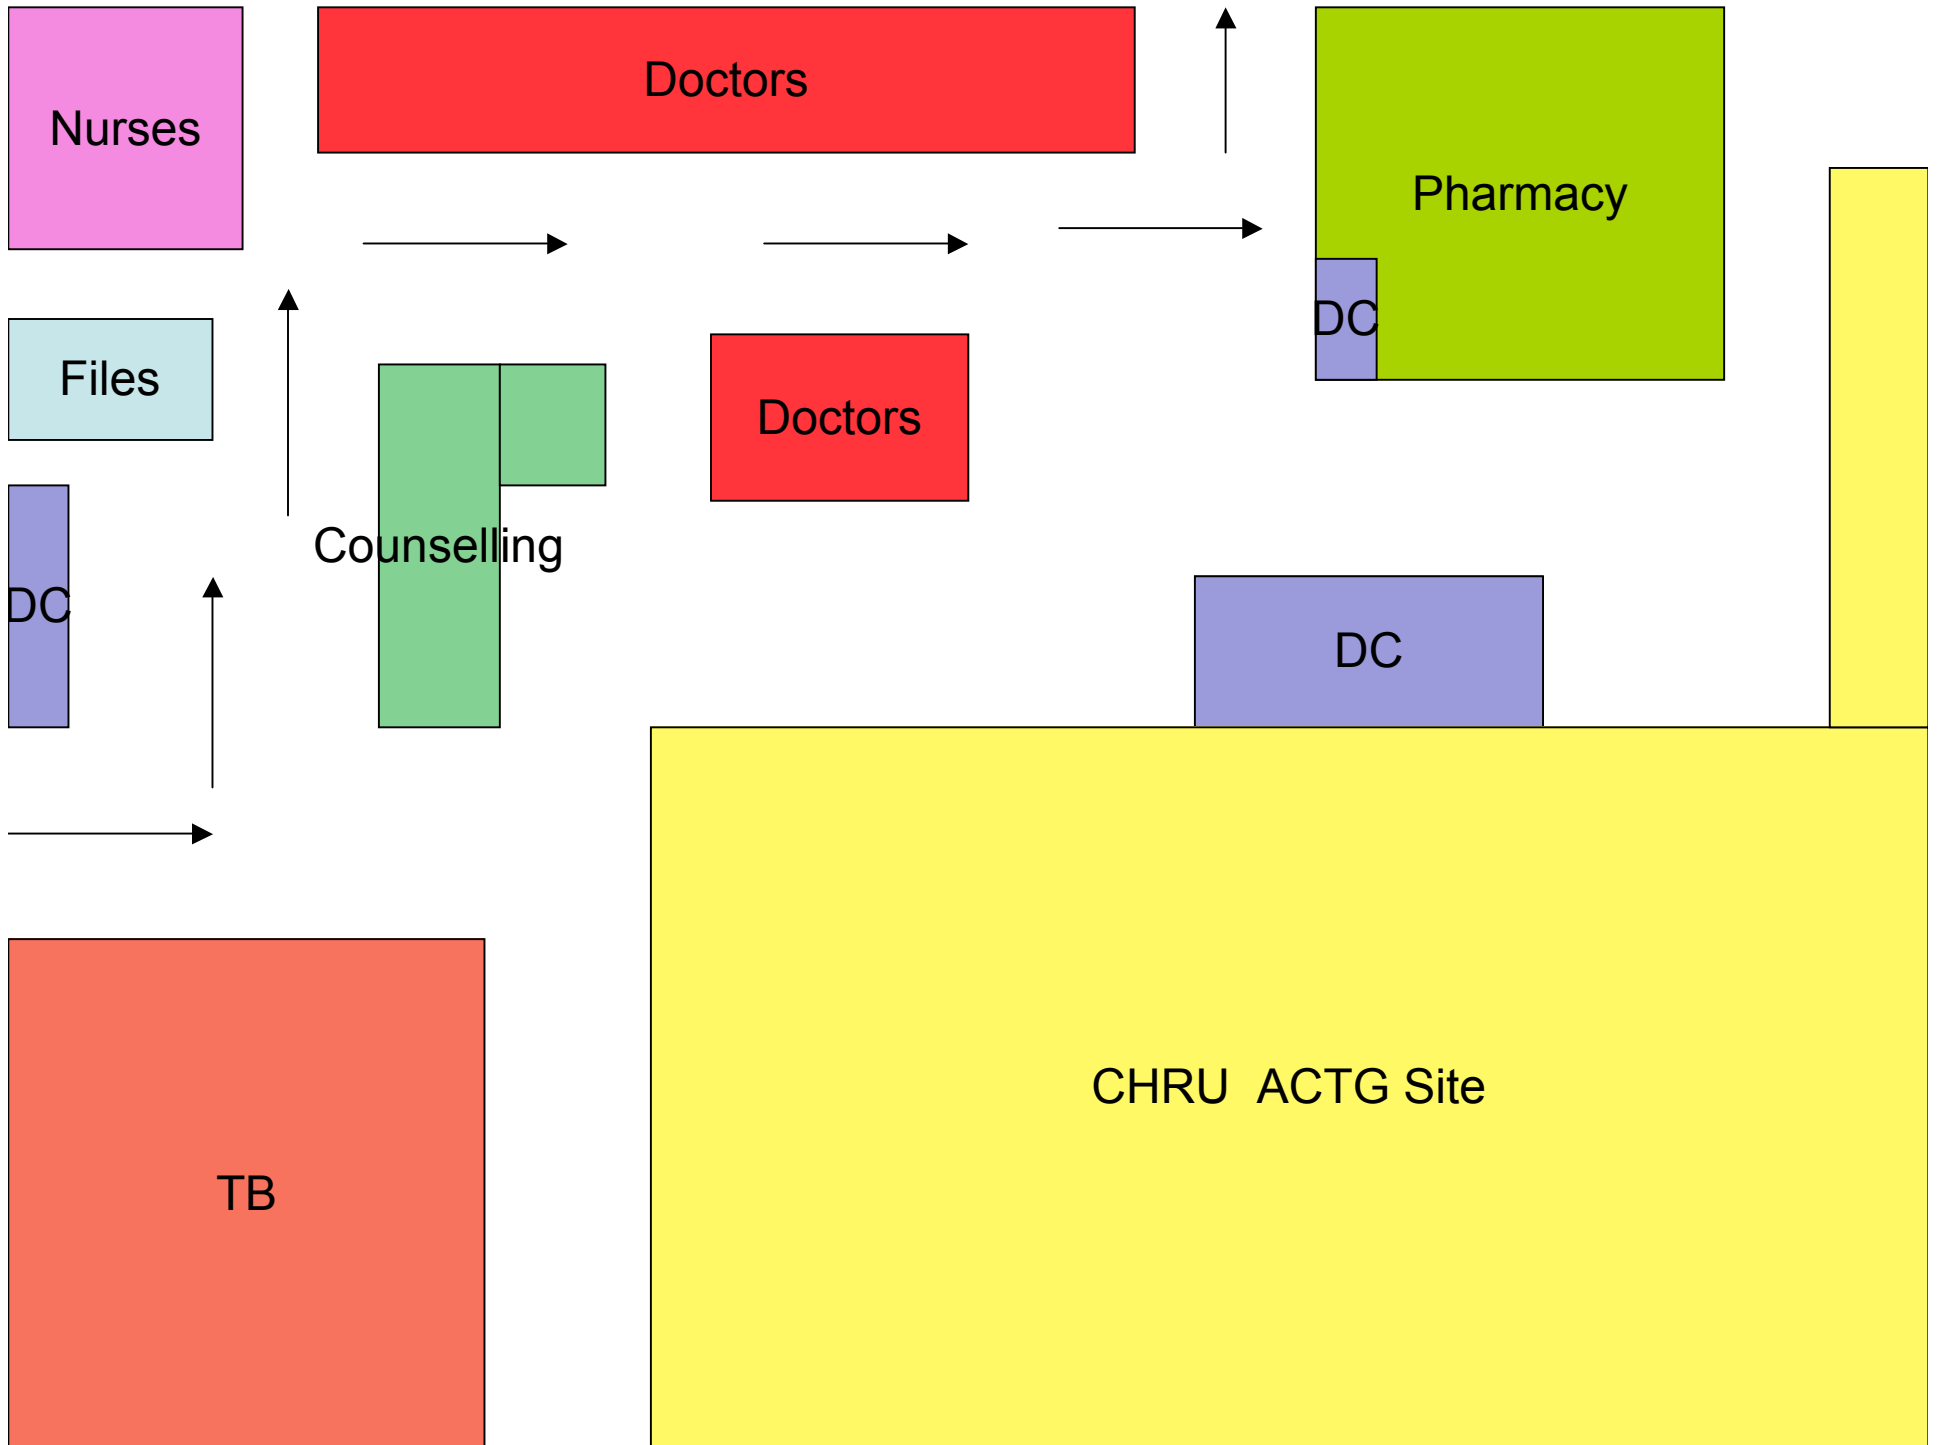 Doctors
Nurses
Pharmacy
DC
Files
Doctors
Counselling
DC
DC
CHRU ACTG Site
TB